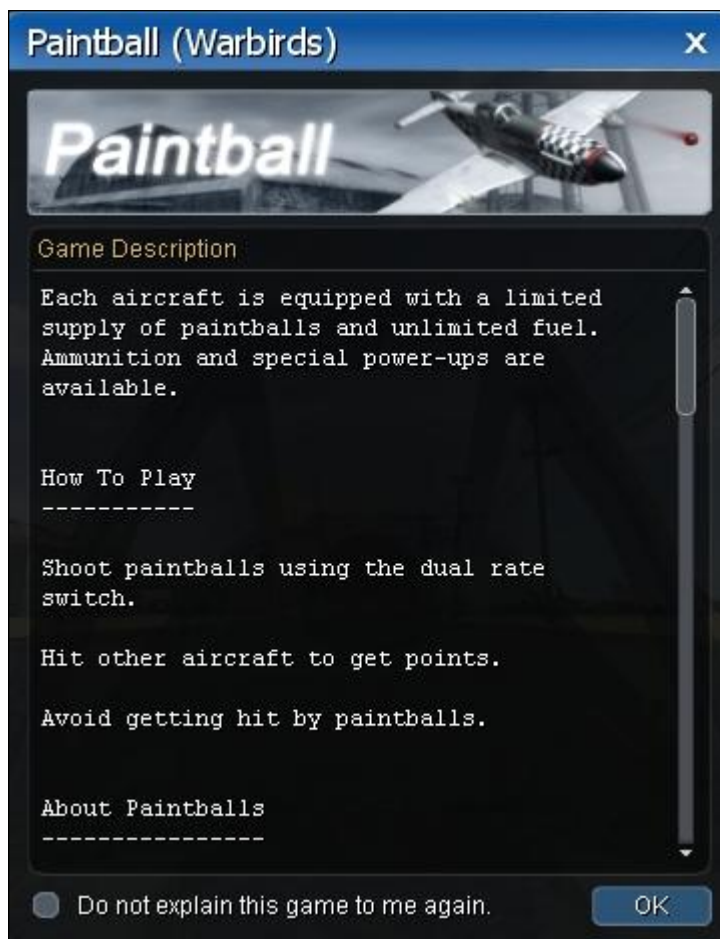 Paintball (Warbirds)
x
Paintball
Game Description
Each aircraft is equipped with a limited
supply of paintballs and unlimited fuel.
Ammunition and special power-ups are
available.
How To Play
-----------
Shoot paintballs using the dual rate
switch.
Hit other aircraft to get points.
Avoid getting hit by paintballs.
About Paintballs
----------------
Do not explain this game to me again.
OK